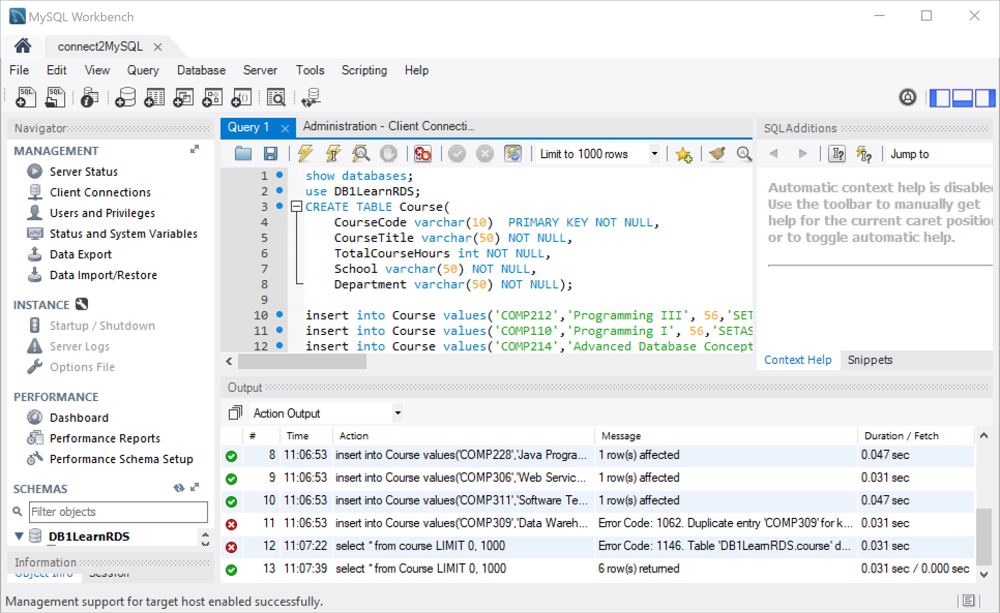 MySQL Workbench
connect2MySQL
File Edit View Query Database Server Tools Scripting Help
Navigator
MANAGEMENT
Server Status
Client Connections
Users and Privileges
Status and System Variables
Data Export
Data Import/Restore
INSTANCE
Startup / Shutdown
Server Logs
Options File
PERFORMANCE
Dashboard
Performance Reports
Performance Schema Setup
SCHEMAS
Filter objects
DB1LearnRDS
Information
Object Info Session
Query 1 Administration - Client Connecti...
Limit to 1000 rows
1 show databases;
2 use DB1LearnRDS;
3 CREATE TABLE Course(
4 CourseCode varchar(10) PRIMARY KEY NOT NULL,
5 CourseTitle varchar(50) NOT NULL,
6 TotalCourseHours int NOT NULL,
7 School varchar(50) NOT NULL,
8 Department varchar(50) NOT NULL);
9
10 insert into Course values('COMP212','Programming III', 56,'SET
11 insert into Course values('COMP110','Programming I', 56,'SETAS
12 insert into Course values('COMP214','Advanced Database Concept
SQLAdditions
Jump to
Automatic context help is disable
Use the toolbar to manually get
help for the current caret position
or to toggle automatic help.
Context Help Snippets
Output
Action Output
# Time Action Message Duration / Fetch
8 11:06:53 insert into Course values('COMP228','Java Progra... 1 row(s) affected 0.047 sec
9 11:06:53 insert into Course values('COMP306','Web Servic... 1 row(s) affected 0.031 sec
10 11:06:53 insert into Course values('COMP311','Software Te... 1 row(s) affected 0.047 sec
11 11:06:53 insert into Course values('COMP309','Data Wareh... Error Code: 1062. Duplicate entry 'COMP309' for k... 0.031 sec
12 11:07:22 select * from course LIMIT 0, 1000 Error Code: 1146. Table 'DB1LearnRDS.course' d... 0.031 sec
13 11:07:39 select * from Course LIMIT 0, 1000 6 row(s) returned 0.031 sec / 0.000 sec
Management support for target host enabled successfully.